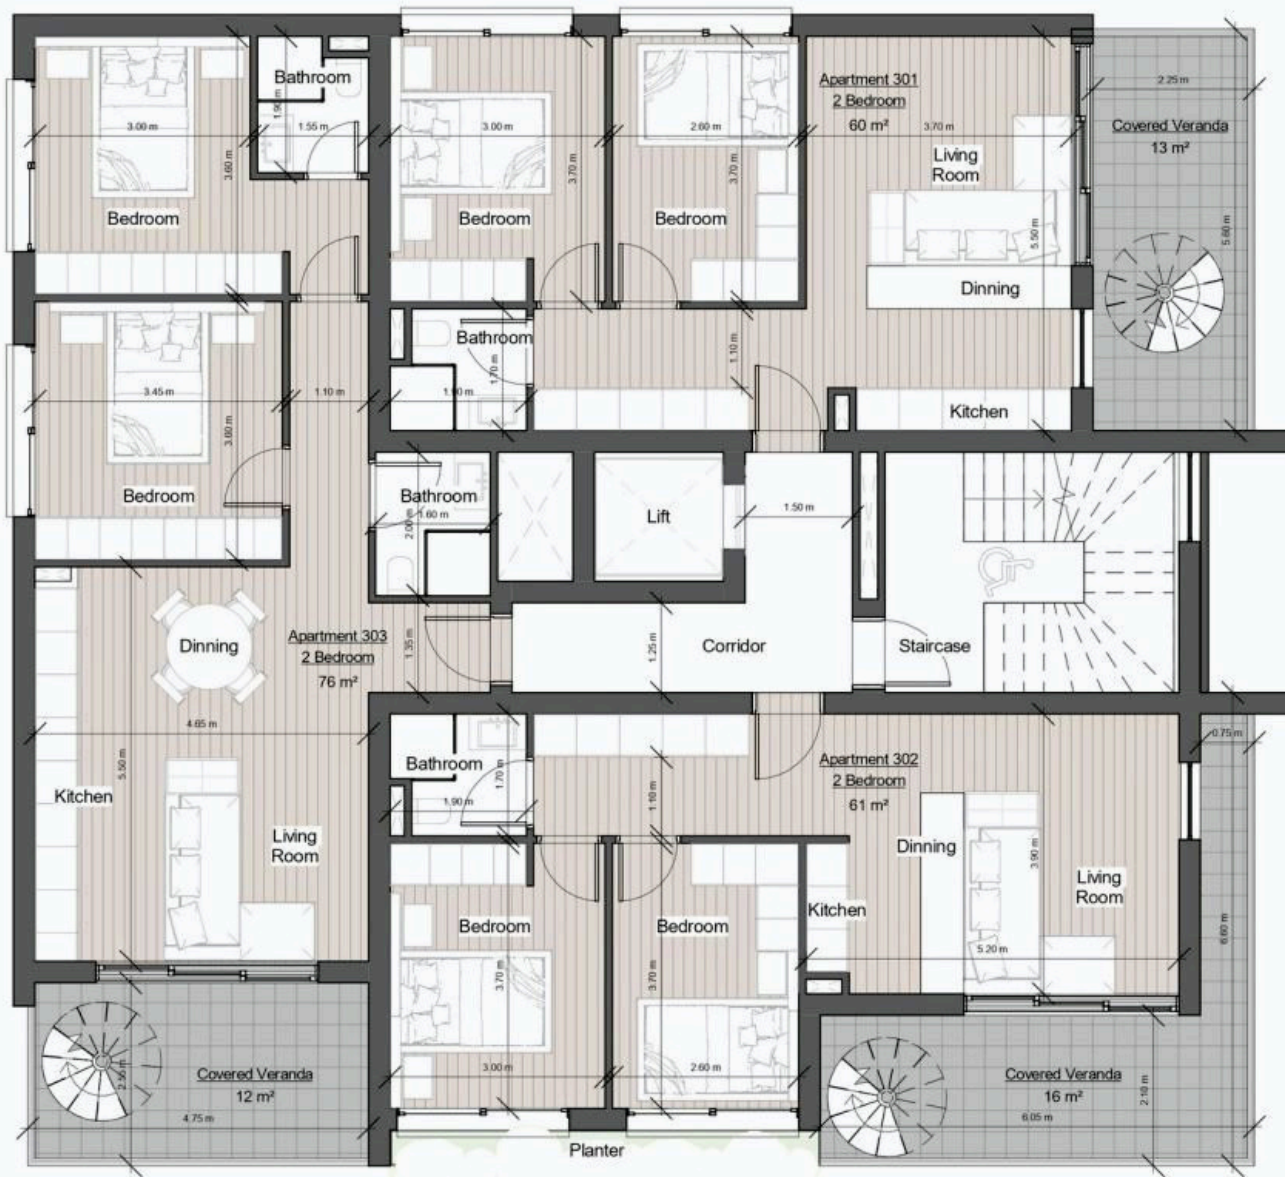 Bathroom
1.90 m
3.00 m
1.55 m
3.60 m
Bedroom
3.00 m
3.70 m
Bedroom
2.60 m
3.70 m
Bedroom
Apartment 301
2 Bedroom
60 m²
3.70 m
Living
Room
5.50 m
Dinning
Kitchen
2.25 m
Covered Veranda
13 m²
5.60 m
Bathroom
1.70 m
1.90 m
1.10 m
3.45 m
1.10 m
3.60 m
Bedroom
Bathroom
1.60 m
2.00 m
Lift
1.50 m
Dinning
Apartment 303
2 Bedroom
76 m²
1.35 m
1.25 m
Corridor
Staircase
4.65 m
5.50 m
Kitchen
Living
Room
Bathroom
1.70 m
1.90 m
1.10 m
Apartment 302
2 Bedroom
61 m²
0.75 m
Dinning
3.90 m
Living
Room
Kitchen
5.20 m
6.60 m
Bedroom
3.70 m
3.00 m
Bedroom
3.70 m
2.60 m
Covered Veranda
12 m²
4.75 m
Covered Veranda
16 m²
6.05 m
2.10 m
Planter